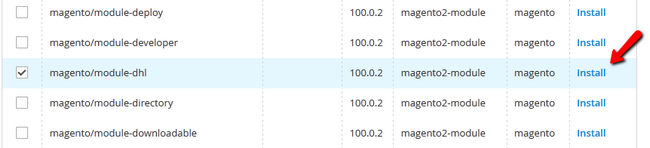 magento/module-deploy 100.0.2 magento2-module magento Install
magento/module-developer 100.0.2 magento2-module magento Install
magento/module-dhl 100.0.2 magento2-module magento Install
magento/module-directory 100.0.2 magento2-module magento Install
magento/module-downloadable 100.0.2 magento2-module magento Install